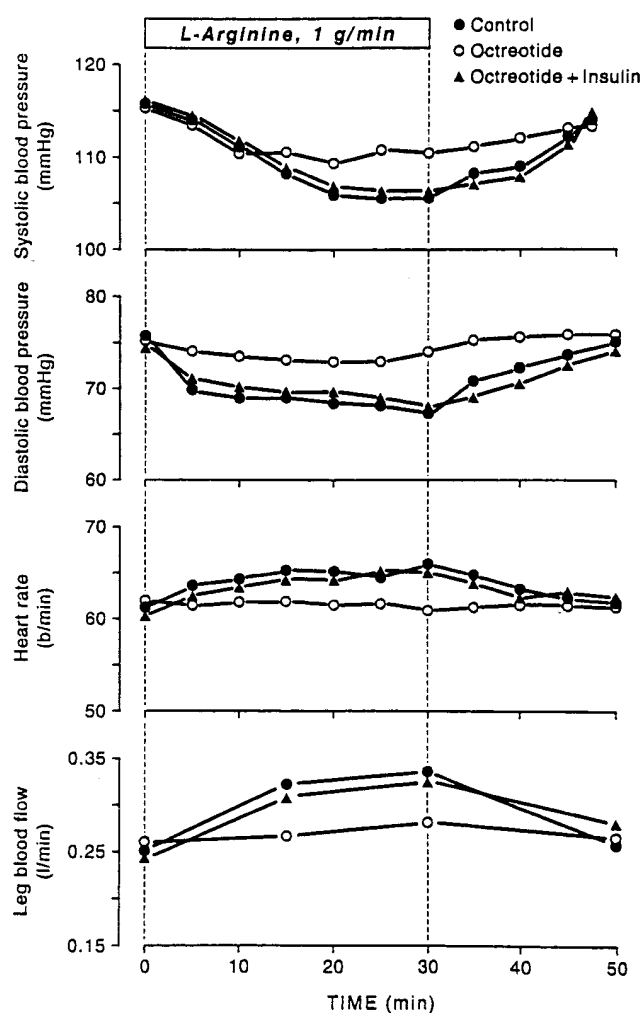 L-Arginine, 1 g/min
Control
Octreotide
Octreotide + Insulin
120
110
100
Systolic blood pressure
(mmHg)
80
70
60
Diastolic blood pressure
(mmHg)
70
60
50
Heart rate
(b/min)
0.35
0.25
0.15
Leg blood flow
(l/min)
0 10 20 30 40 50
TIME (min)